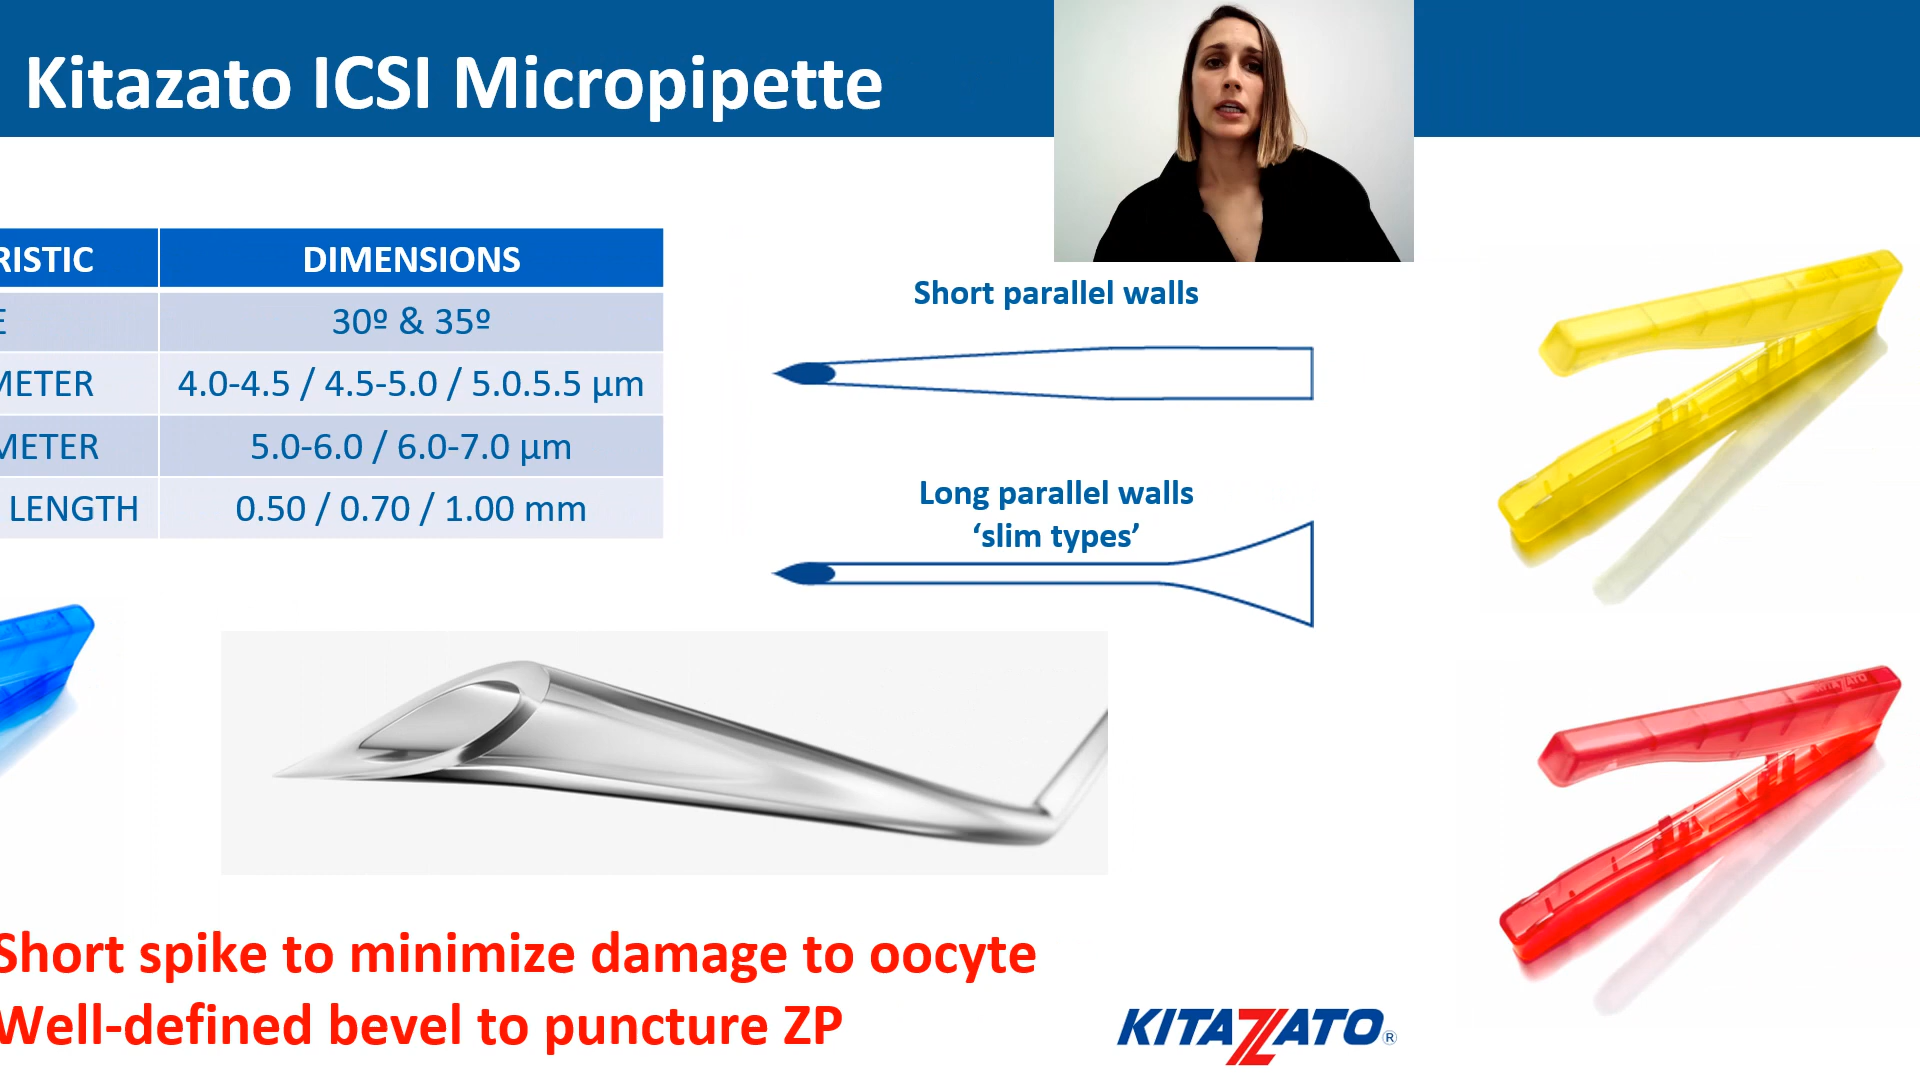 Kitazato ICSI Micropipette
RISTIC DIMENSIONS
E 30º & 35º
METER 4.0-4.5 / 4.5-5.0 / 5.0.5.5 µm
METER 5.0-6.0 / 6.0-7.0 µm
LENGTH 0.50 / 0.70 / 1.00 mm
Short parallel walls
Long parallel walls
‘slim types’
Short spike to minimize damage to oocyte
Well-defined bevel to puncture ZP
KITAZATO®
KITAZATO